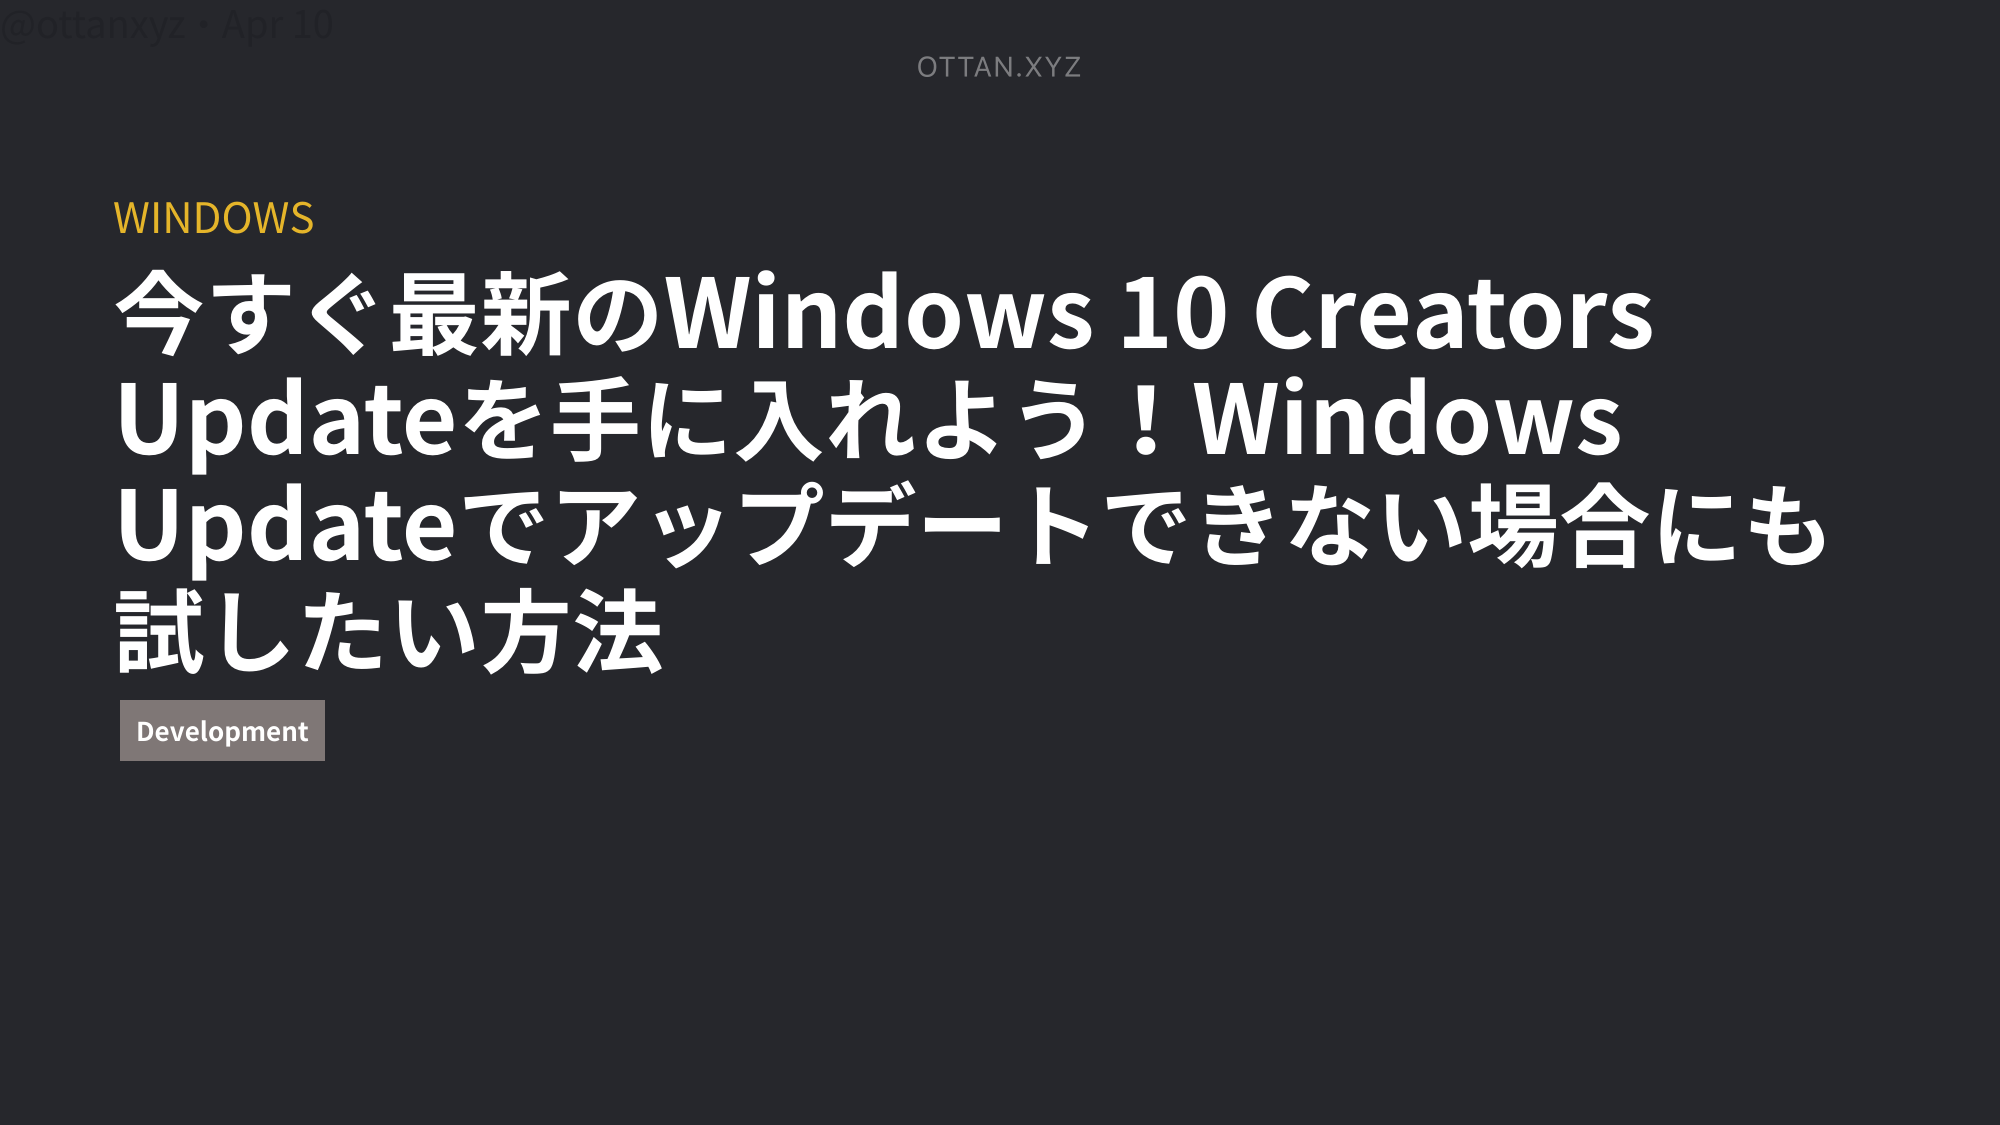 @ottanxyz・Apr 10
OTTAN.XYZ
WINDOWS
今すぐ最新のWindows 10 Creators
Updateを手に入れよう！Windows
Updateでアップデートできない場合にも
試したい方法
Development